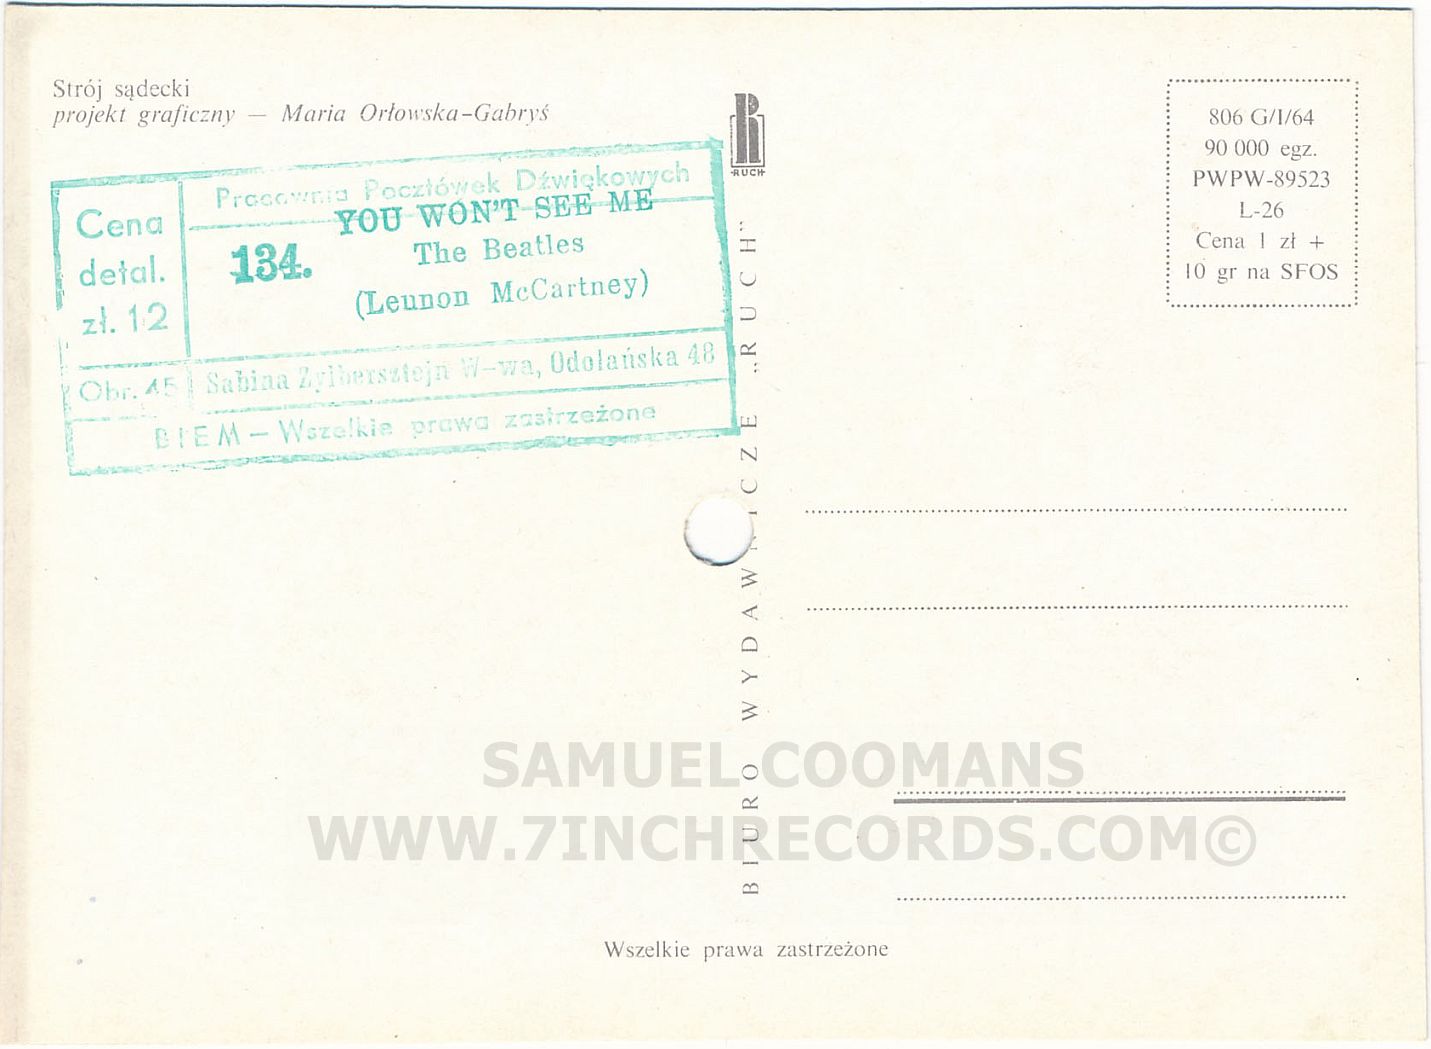 Strój sądecki
projekt graficzny — Maria Orłowska-Gabryś
R
·RUCH·
806 G/I/64
90 000 egz.
PWPW-89523
L-26
Cena 1 zł +
10 gr na SFOS
Cena
detal.
zł. 12
Pracownia Pocztówek Dźwiękowych
134.
YOU WON'T SEE ME
The Beatles
(Leunon McCartney)
Obr. 45
Sabina Zylbersztejn W-wa, Odolańska 48
BIEM — Wszelkie prawa zastrzeżone
BIURO WYDAWNICZE „RUCH"
SAMUEL COOMANS
WWW.7INCHRECORDS.COM©
Wszelkie prawa zastrzeżone